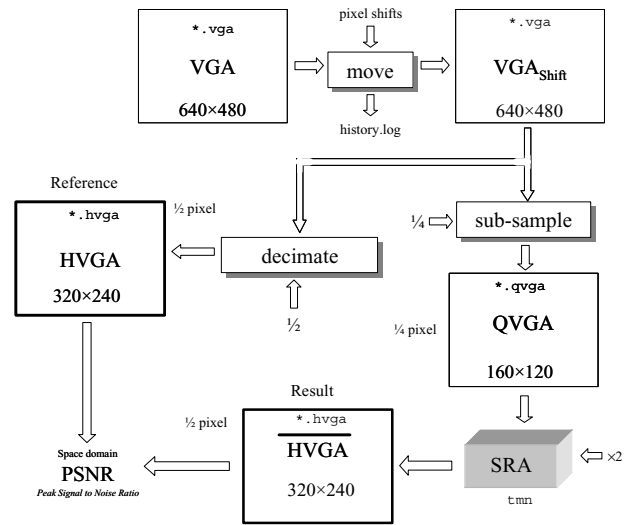 *.vga
VGA
640×480
pixel shifts
move
history.log
*.vga
VGAShift
640×480
Reference
*.hvga
HVGA
320×240
½ pixel
decimate
½
¼
sub-sample
*.qvga
QVGA
160×120
¼ pixel
Result
*.hvga
HVGA
320×240
½ pixel
SRA
×2
tmn
Space domain
PSNR
Peak Signal to Noise Ratio